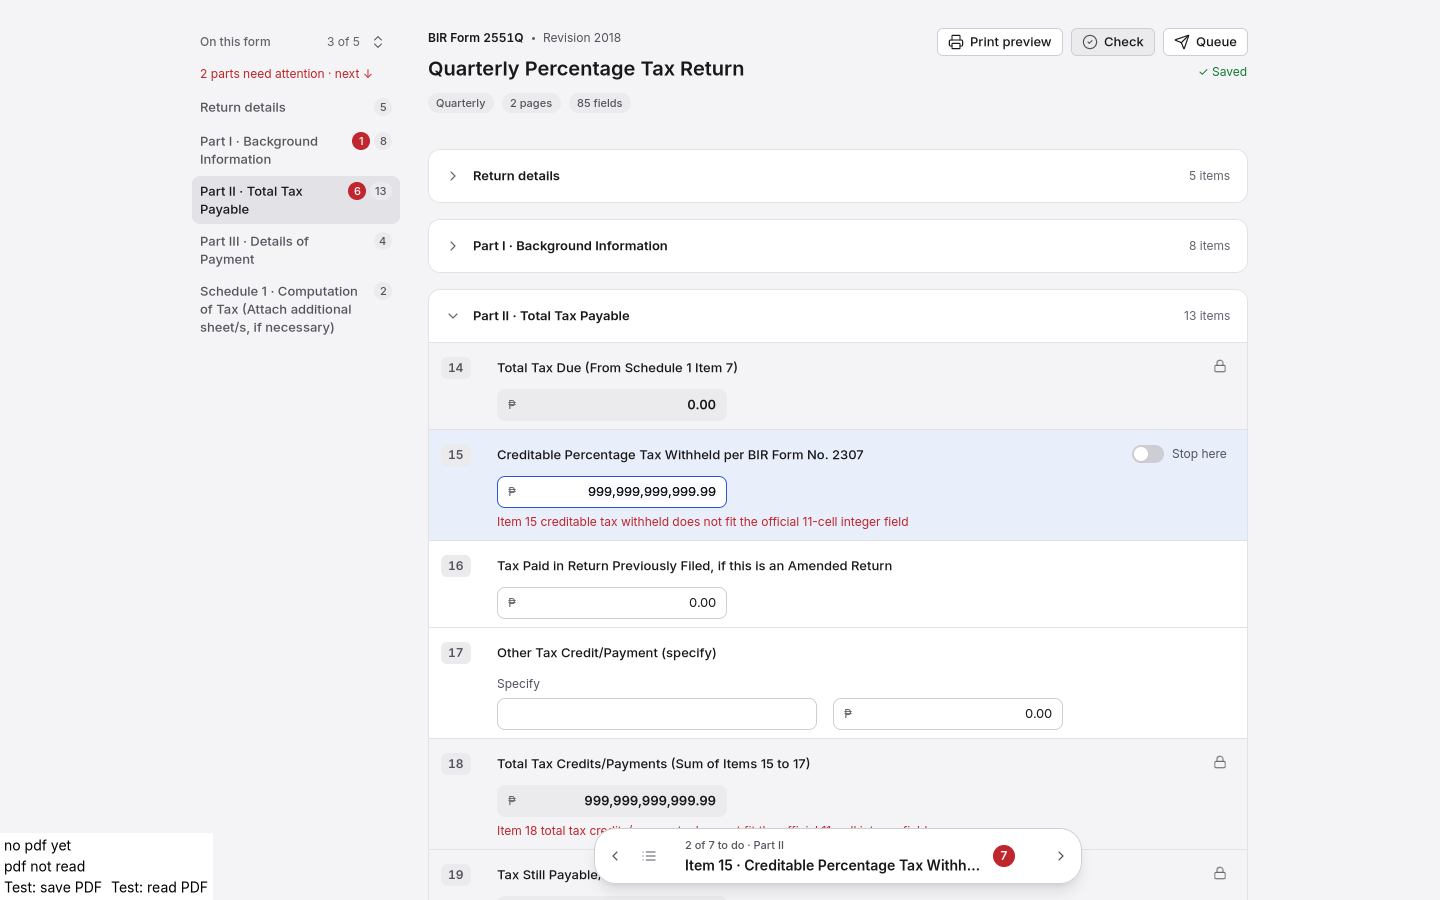 On this form 3 of 5
2 parts need attention · next ↓
Return details 5
Part I · Background Information 1 8
Part II · Total Tax Payable 6 13
Part III · Details of Payment 4
Schedule 1 · Computation of Tax (Attach additional sheet/s, if necessary) 2
BIR Form 2551Q • Revision 2018
Quarterly Percentage Tax Return
Quarterly 2 pages 85 fields
Print preview Check Queue
✓ Saved
Return details 5 items
Part I · Background Information 8 items
Part II · Total Tax Payable 13 items
14 Total Tax Due (From Schedule 1 Item 7)
₱ 0.00
15 Creditable Percentage Tax Withheld per BIR Form No. 2307 Stop here
₱ 999,999,999,999.99
Item 15 creditable tax withheld does not fit the official 11-cell integer field
16 Tax Paid in Return Previously Filed, if this is an Amended Return
₱ 0.00
17 Other Tax Credit/Payment (specify)
Specify
₱ 0.00
18 Total Tax Credits/Payments (Sum of Items 15 to 17)
₱ 999,999,999,999.99
Item 18 total tax
19 Tax Still Payable/
2 of 7 to do · Part II
Item 15 · Creditable Percentage Tax Withh... 7
no pdf yet
pdf not read
Test: save PDF Test: read PDF